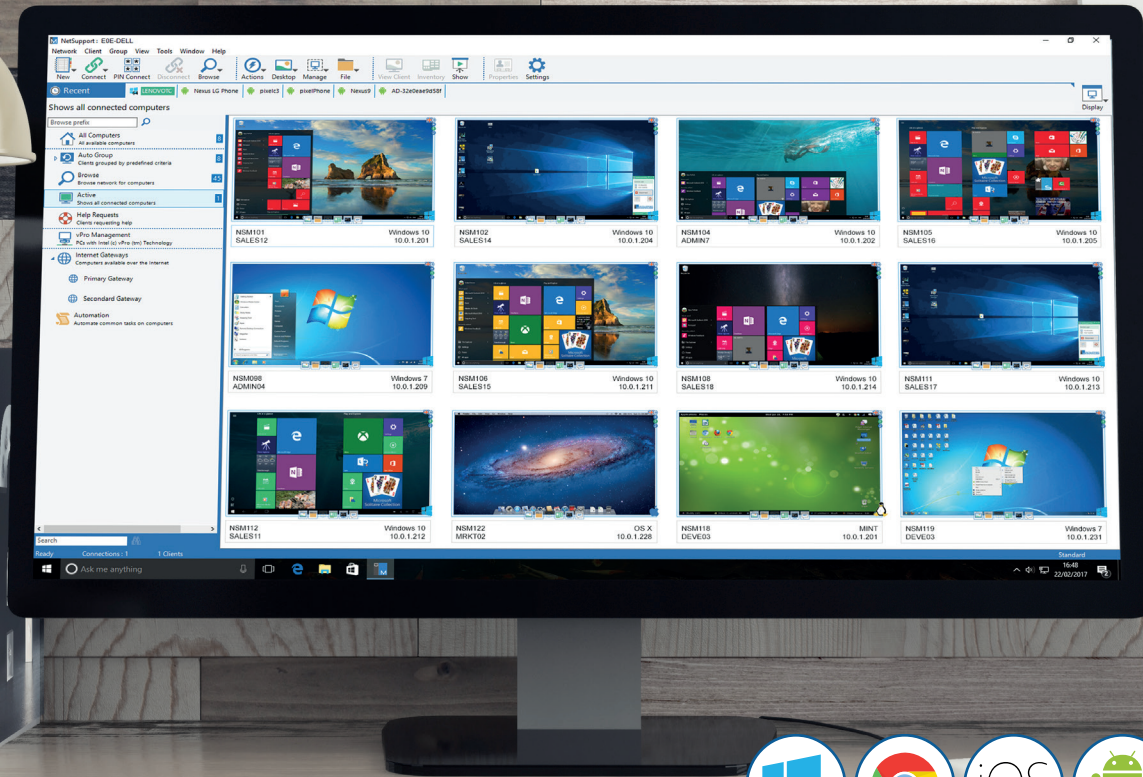 NetSupport: E0E-DELL
Network Client Group View Tools Window Help
New Connect PIN Connect Disconnect Browse Actions Desktop Manage File View Client Inventory Show Properties Settings
Recent LENOVOTC Nexus LG Phone pixelc3 pixelPhone Nexus9 AD-32e0eae9d58f
Shows all connected computers
Display
Browse prefix
All Computers 8
All available computers
Auto Group 8
Clients grouped by predefined criteria
Browse 45
Browse network for computers
Active 1
Shows all connected computers
Help Requests
Clients requesting help
vPro Management
PCs with Intel (c) vPro (tm) Technology
Internet Gateways
Computers available over the Internet
Primary Gateway
Secondard Gateway
Automation
Automate common tasks on computers
NSM101 Windows 10
SALES12 10.0.1.201
NSM102 Windows 10
SALES14 10.0.1.204
NSM104 Windows 10
ADMIN7 10.0.1.202
NSM105 Windows 10
SALES16 10.0.1.205
NSM098 Windows 7
ADMIN04 10.0.1.209
NSM106 Windows 10
SALES15 10.0.1.211
NSM108 Windows 10
SALES18 10.0.1.214
NSM111 Windows 10
SALES17 10.0.1.213
NSM112 Windows 10
SALES11 10.0.1.212
NSM122 OS X
MRKT02 10.0.1.228
NSM118 MINT
DEVE03 10.0.1.201
NSM119 Windows 7
DEVE03 10.0.1.231
Search
Ready Connections : 1 1 Clients Standard
Ask me anything
16:48
22/02/2017
iOS